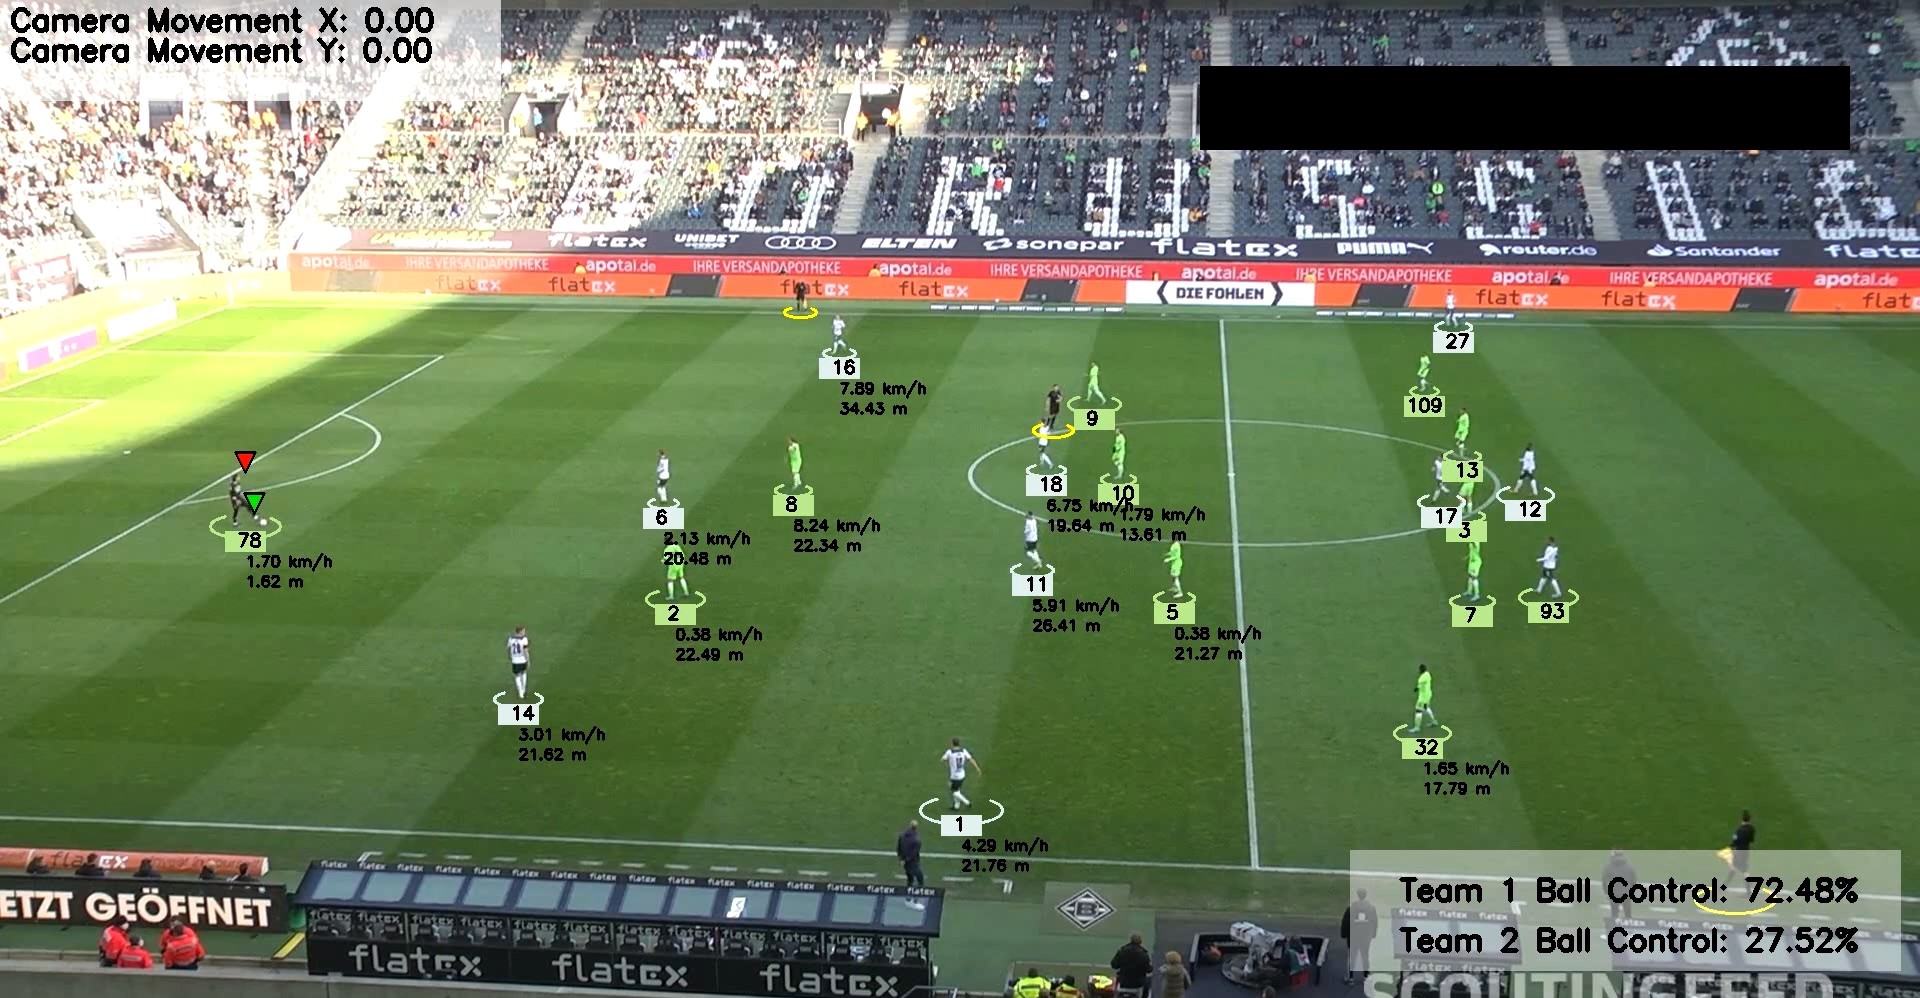 Camera Movement X: 0.00
Camera Movement Y: 0.00
flatex UNIBET Audi ELTEN sonepar flatex PUMA reuter.de Santander flatex
apotal.de IHRE VERSANDAPOTHEKE apotal.de IHRE VERSANDAPOTHEKE apotal.de IHRE VERSANDAPOTHEKE apotal.de IHRE VERSANDAPOTHEKE apotal.de IHRE VERSANDAPOTHEKE apotal.de
flatex flatex flatex flatex DIE FOHLEN flatex flatex flatex
27
16
7.89 km/h
34.43 m
109
9
13
18
6.75 km/h
19.64 m
10
1.79 km/h
13.61 m
17
12
3
6
2.13 km/h
20.48 m
8
8.24 km/h
22.34 m
78
1.70 km/h
1.62 m
11
5.91 km/h
26.41 m
2
0.38 km/h
22.49 m
5
0.38 km/h
21.27 m
7
93
14
3.01 km/h
21.62 m
32
1.65 km/h
17.79 m
1
4.29 km/h
21.76 m
flatex
ETZT GEÖFFNET
flatex flatex flatex
Team 1 Ball Control: 72.48%
Team 2 Ball Control: 27.52%
SCOUTINGFEED